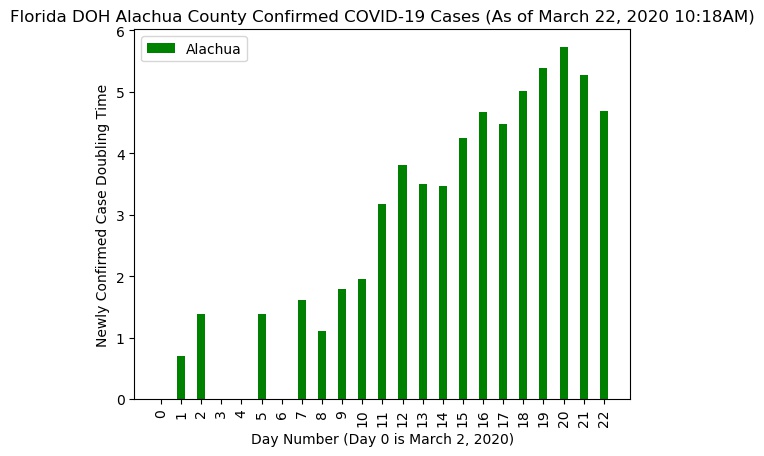 Florida DOH Alachua County Confirmed COVID-19 Cases (As of March 22, 2020 10:18AM)
Alachua
Newly Confirmed Case Doubling Time
6
5
4
3
2
1
0
0 1 2 3 4 5 6 7 8 9 10 11 12 13 14 15 16 17 18 19 20 21 22
Day Number (Day 0 is March 2, 2020)